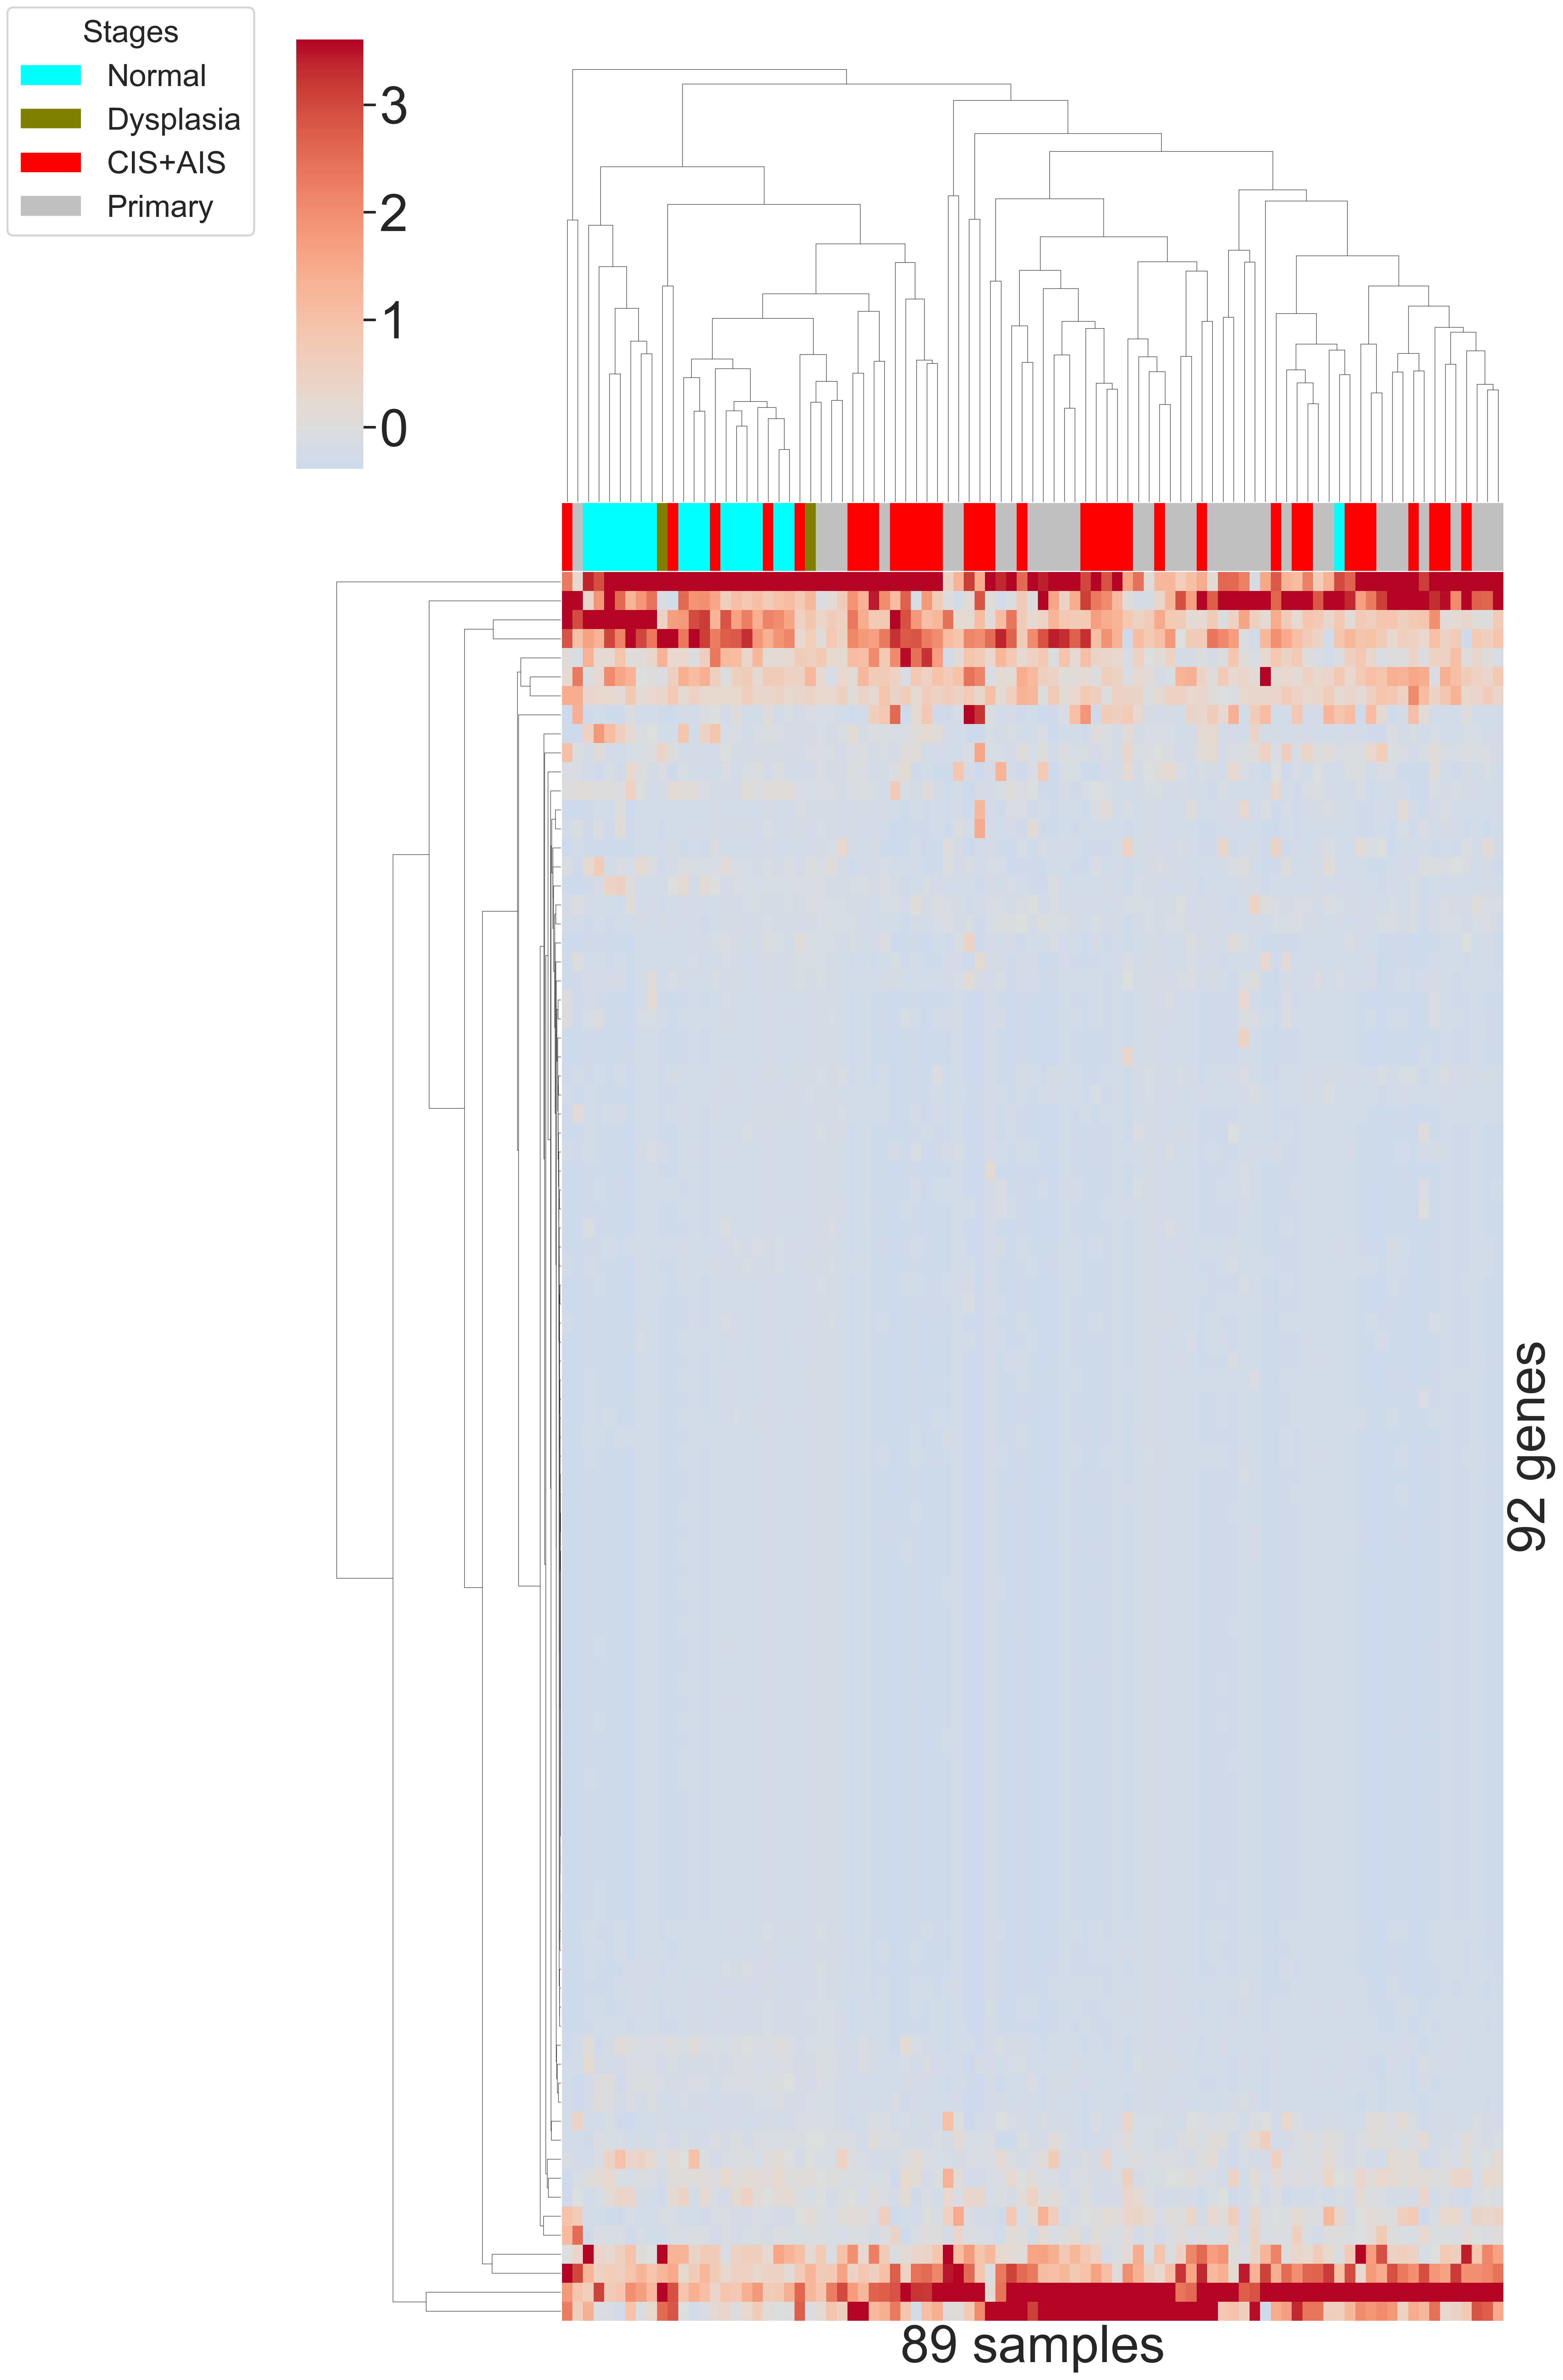 Stages
Normal
Dysplasia
CIS+AIS
Primary
3
2
1
0
92 genes
89 samples